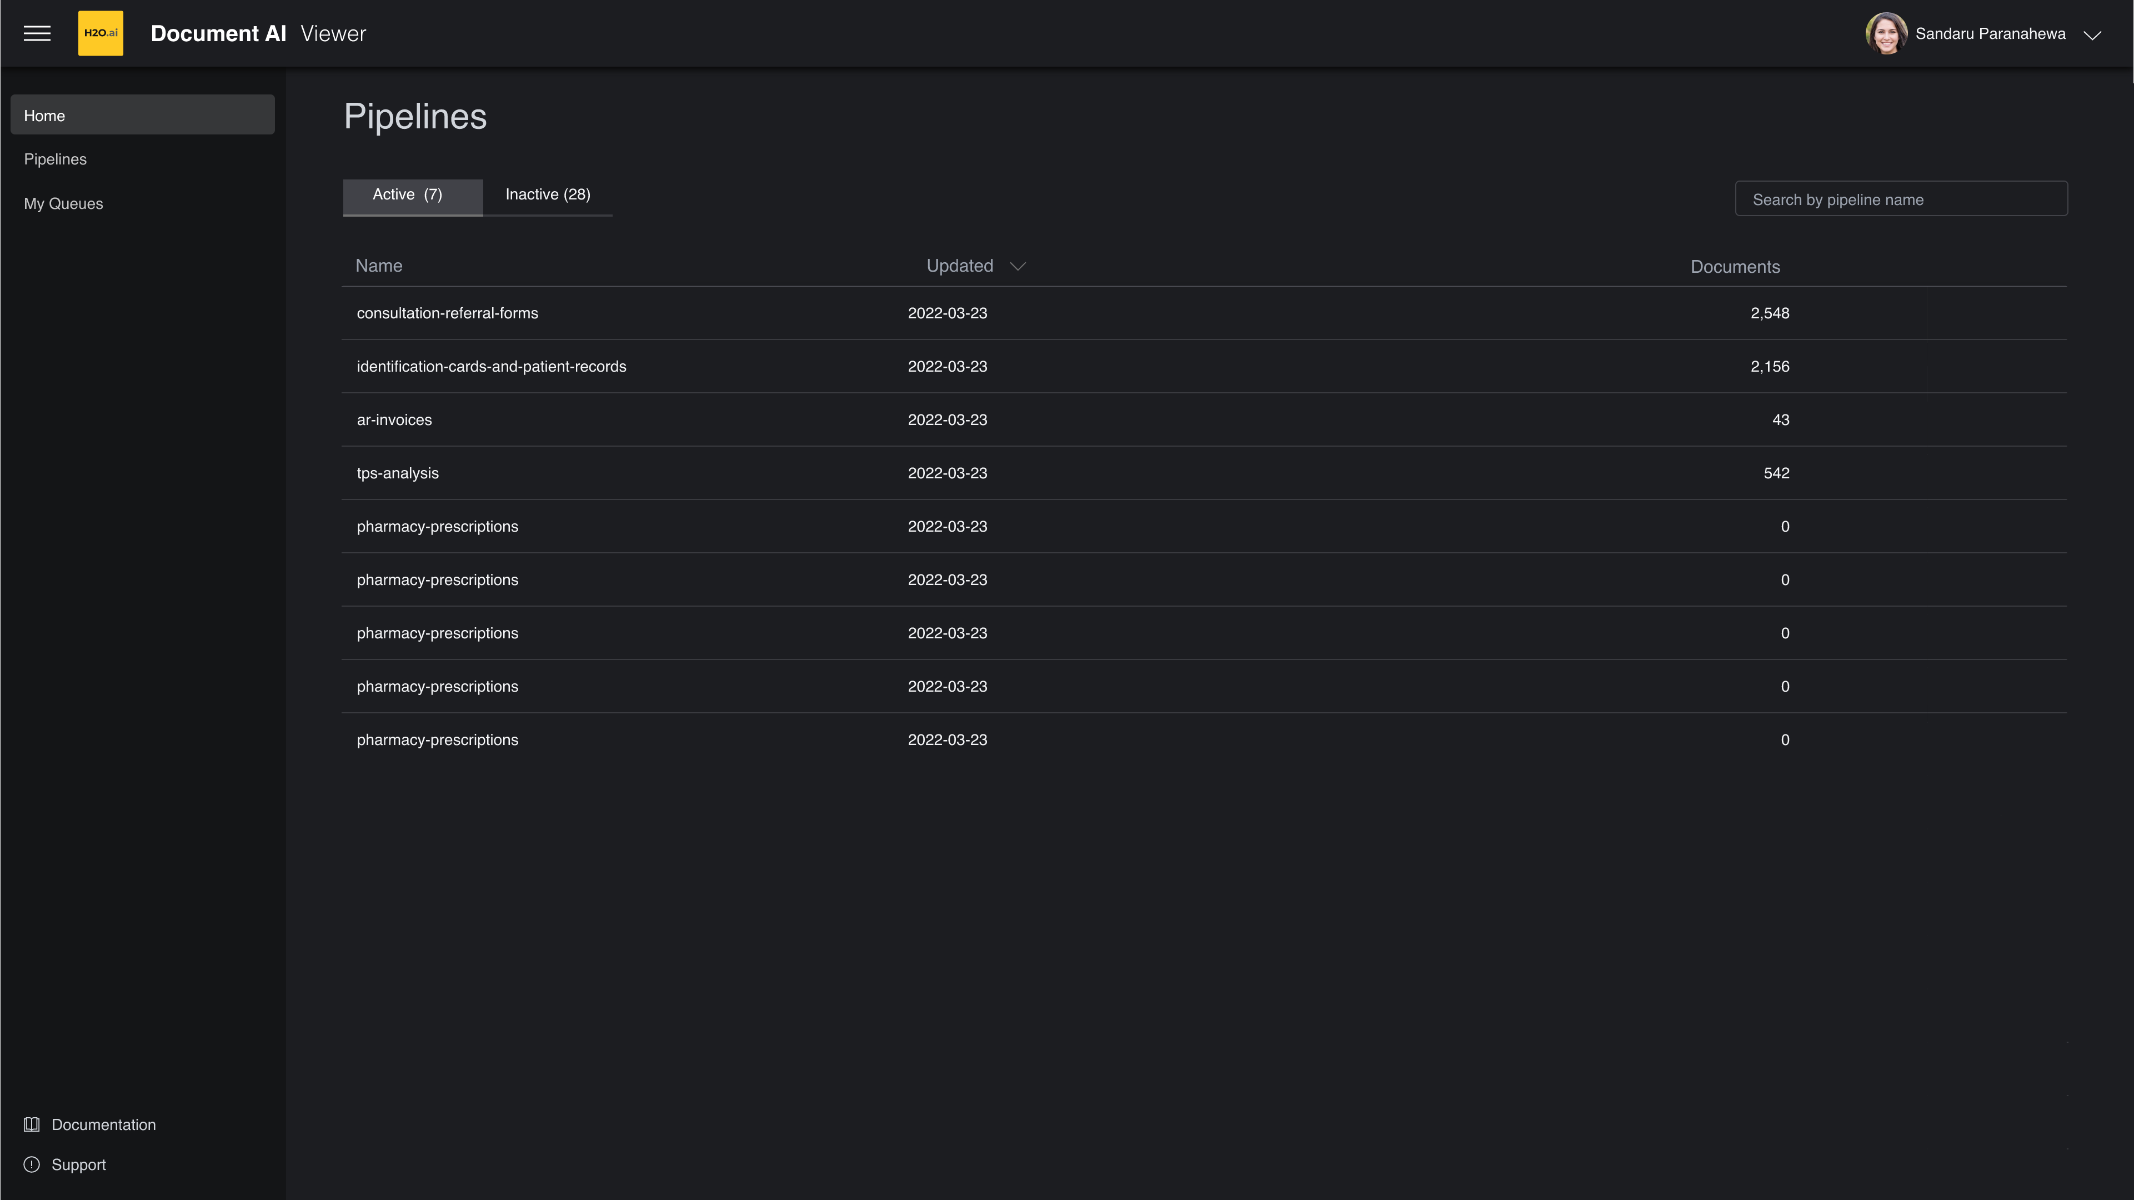 H2O.ai Document AI Viewer Sandaru Paranahewa
Home
Pipelines
My Queues
Pipelines
Active (7) Inactive (28) Search by pipeline name
Name Updated Documents
consultation-referral-forms 2022-03-23 2,548
identification-cards-and-patient-records 2022-03-23 2,156
ar-invoices 2022-03-23 43
tps-analysis 2022-03-23 542
pharmacy-prescriptions 2022-03-23 0
pharmacy-prescriptions 2022-03-23 0
pharmacy-prescriptions 2022-03-23 0
pharmacy-prescriptions 2022-03-23 0
pharmacy-prescriptions 2022-03-23 0
Documentation
Support